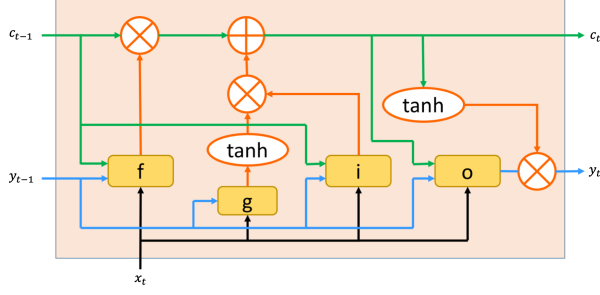 c_{t-1}
c_t
tanh
tanh
y_{t-1}
f
i
o
y_t
g
x_t